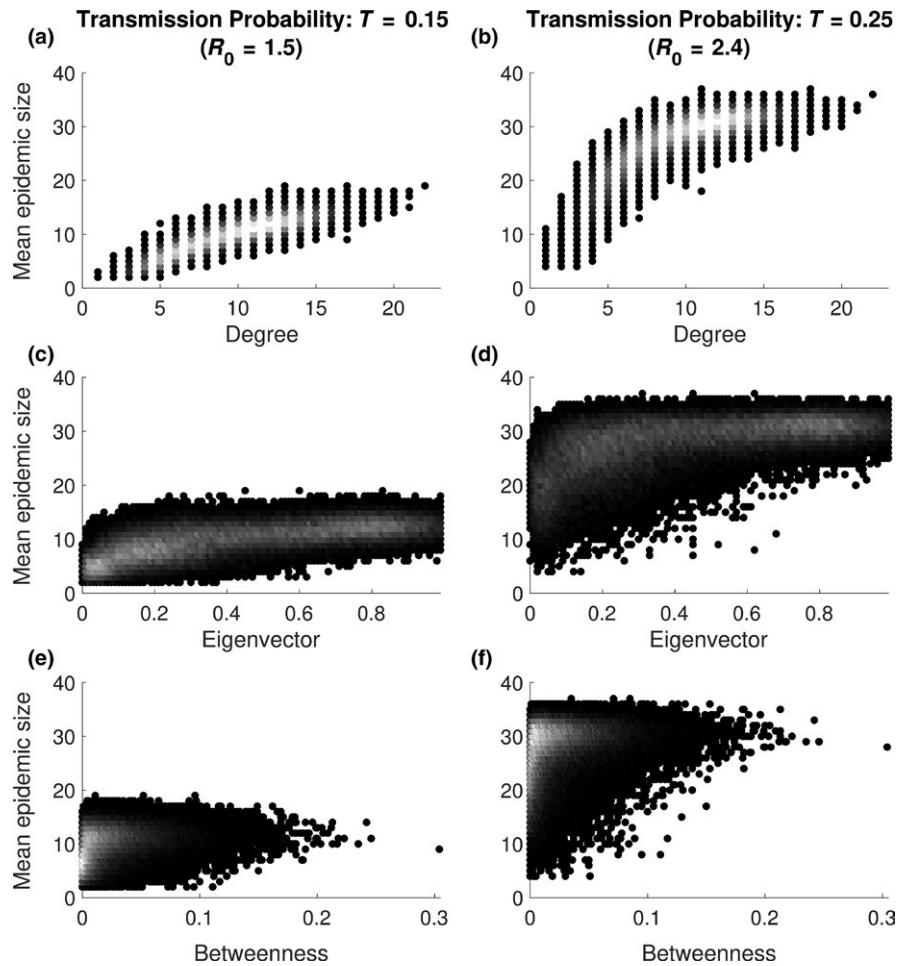 Transmission Probability: T = 0.15
(R0 = 1.5)
Transmission Probability: T = 0.25
(R0 = 2.4)
(a)
Mean epidemic size
40
30
20
10
0
0 5 10 15 20
Degree
(b)
40
30
20
10
0
0 5 10 15 20
Degree
(c)
Mean epidemic size
40
30
20
10
0
0 0.2 0.4 0.6 0.8
Eigenvector
(d)
40
30
20
10
0
0 0.2 0.4 0.6 0.8
Eigenvector
(e)
Mean epidemic size
40
30
20
10
0
0 0.1 0.2 0.3
Betweenness
(f)
40
30
20
10
0
0 0.1 0.2 0.3
Betweenness